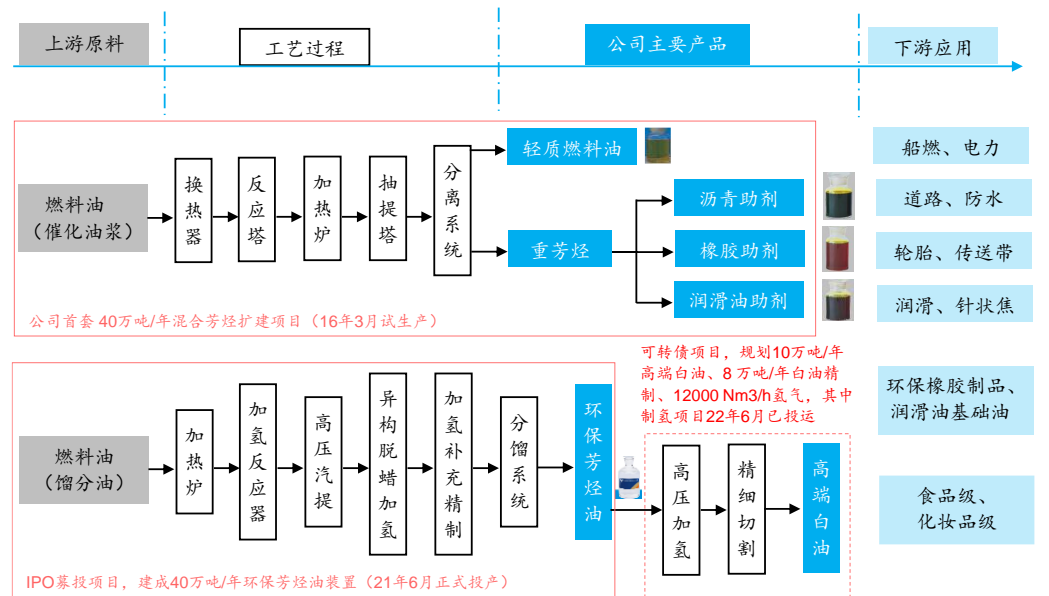 上游原料
工艺过程
公司主要产品
下游应用
燃料油
（催化油浆）
换热器
反应塔
加热炉
抽提塔
分离系统
轻质燃料油
重芳烃
沥青助剂
橡胶助剂
润滑油助剂
船燃、电力
道路、防水
轮胎、传送带
润滑、针状焦
公司首套 40万吨/年混合芳烃扩建项目（16年3月试生产）
可转债项目，规划10万吨/年
高端白油、8 万吨/年白油精
制、12000 Nm3/h氢气，其中
制氢项目22年6月已投运
燃料油
（馏分油）
加热炉
加氢反应器
高压汽提
异构脱蜡加氢
加氢补充精制
分馏系统
环保芳烃油
高压加氢
精细切割
高端白油
环保橡胶制品、
润滑油基础油
食品级、
化妆品级
IPO募投项目，建成40万吨/年环保芳烃油装置（21年6月正式投产）